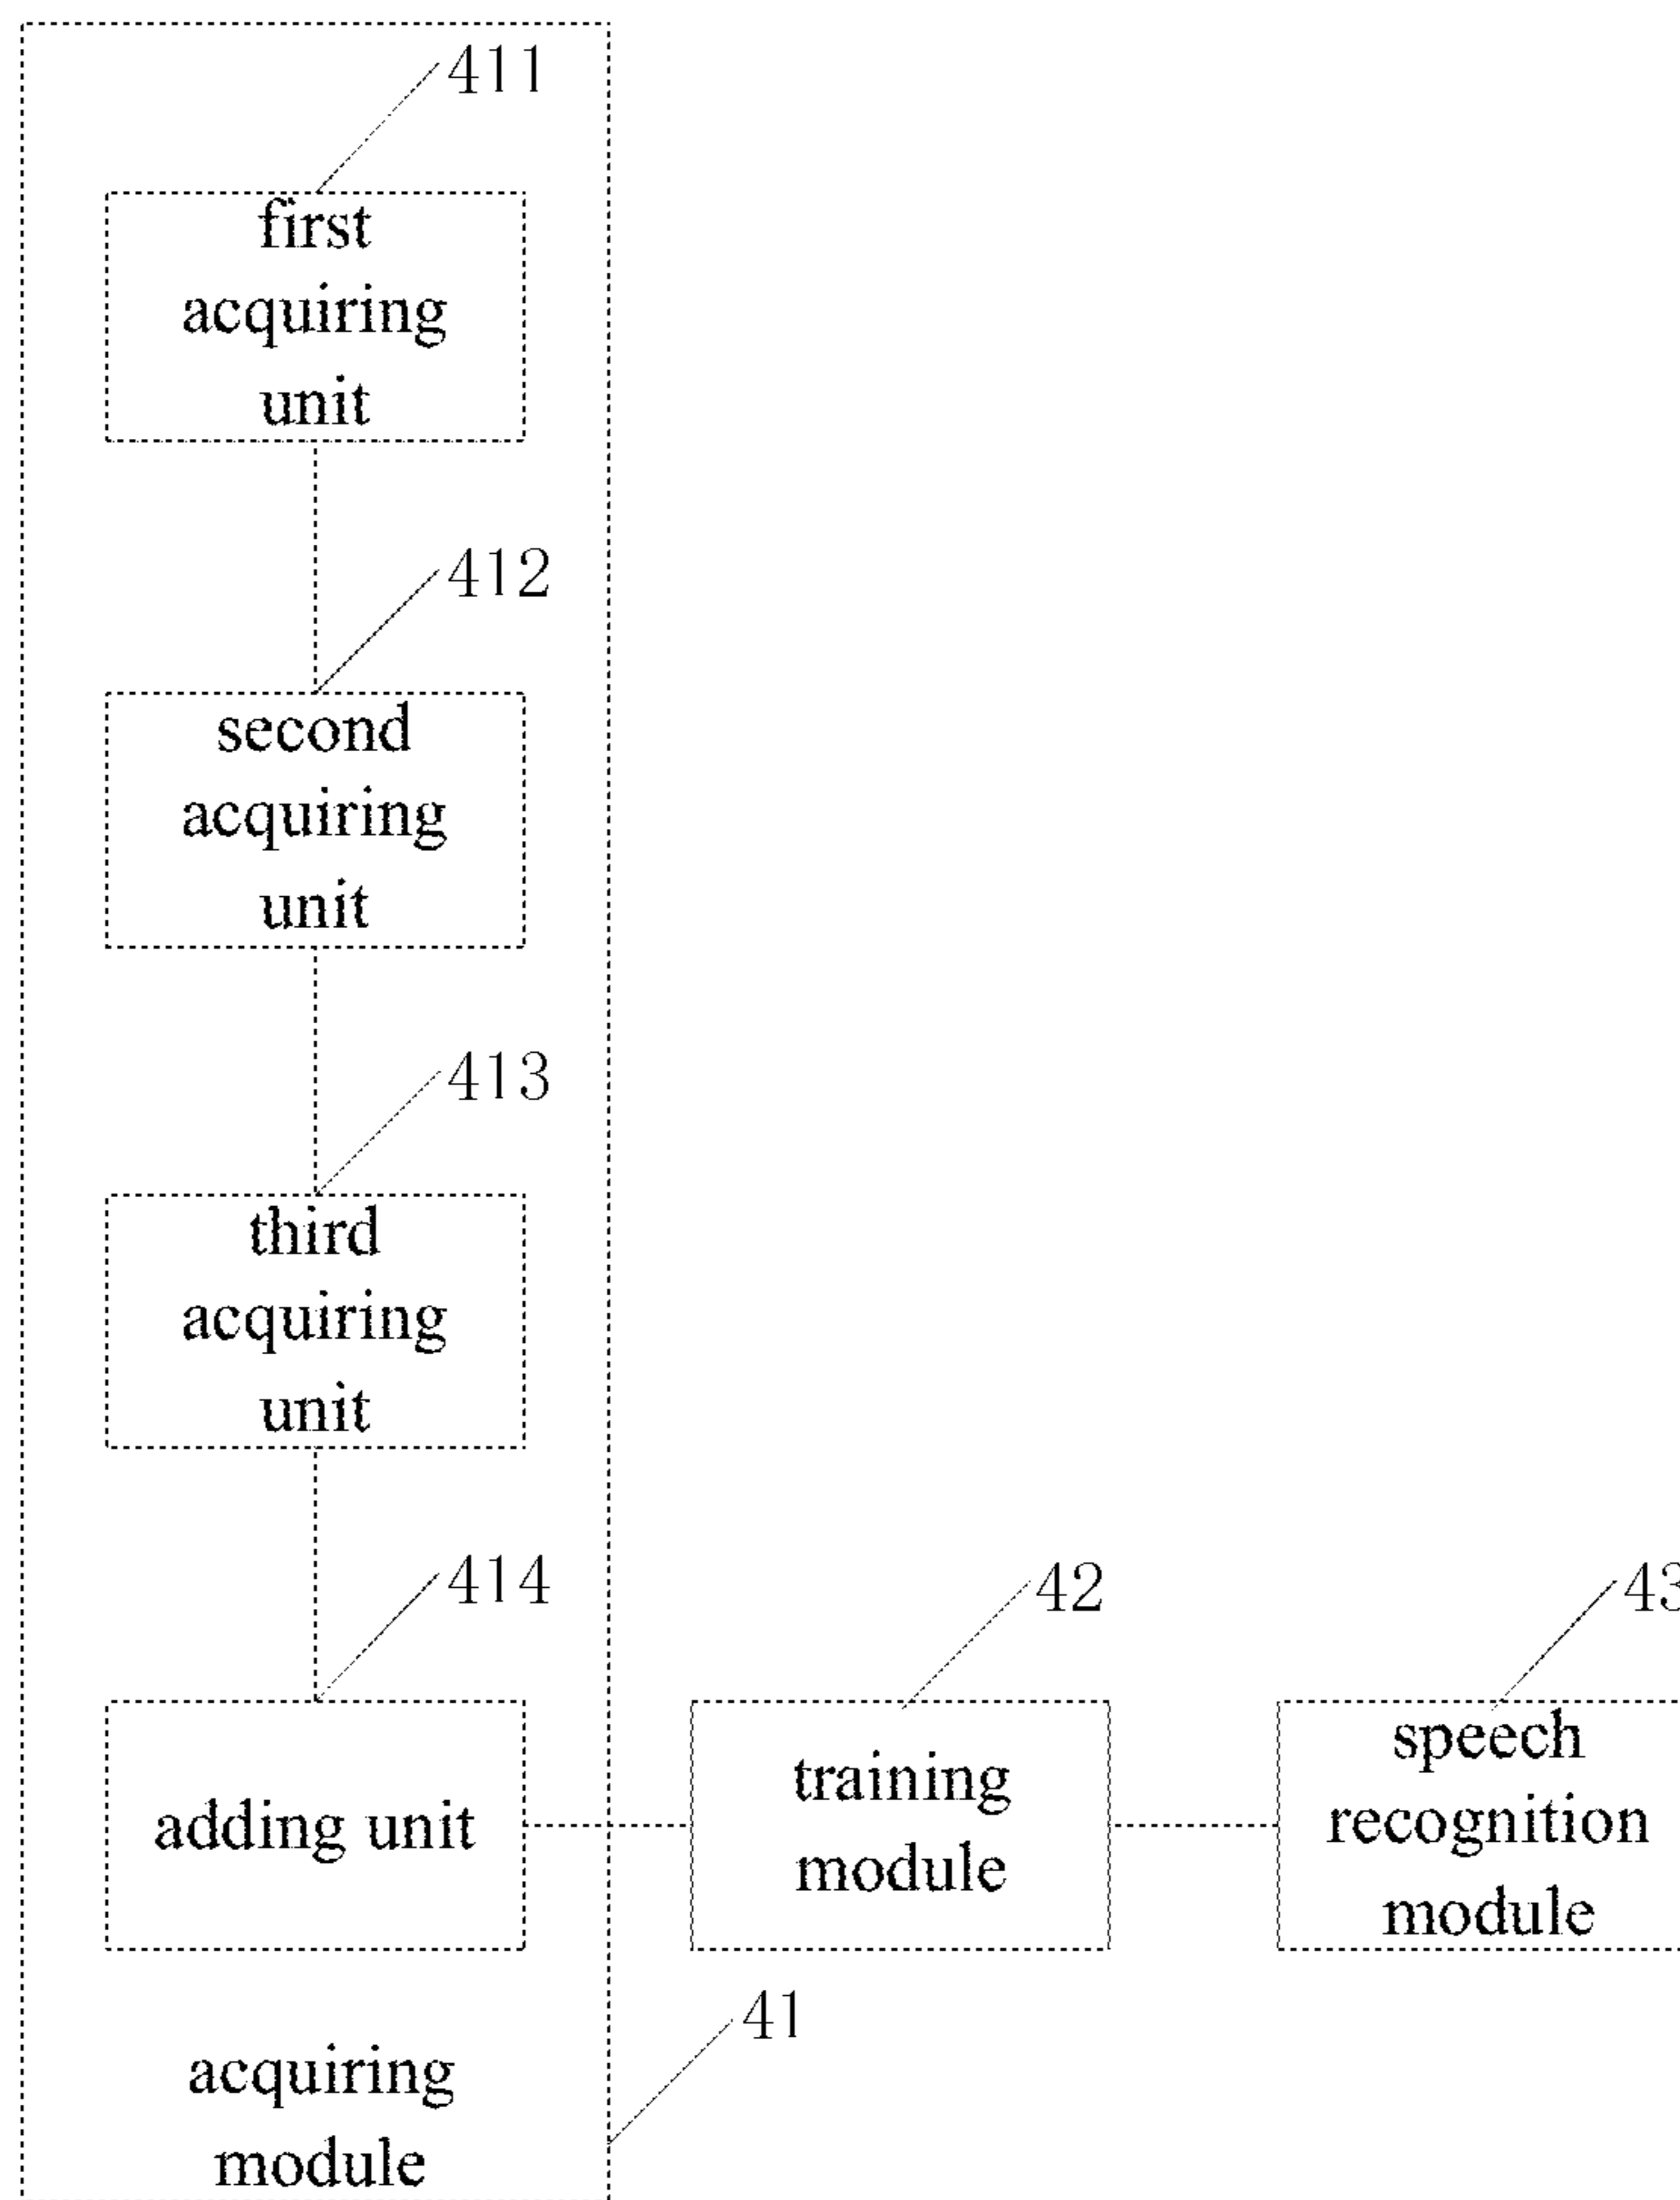 411
first
acquiring
unit
412
second
acquiring
unit
413
third
acquiring
unit
414
adding unit
42
training
module
43
speech
recognition
module
41
acquiring
module